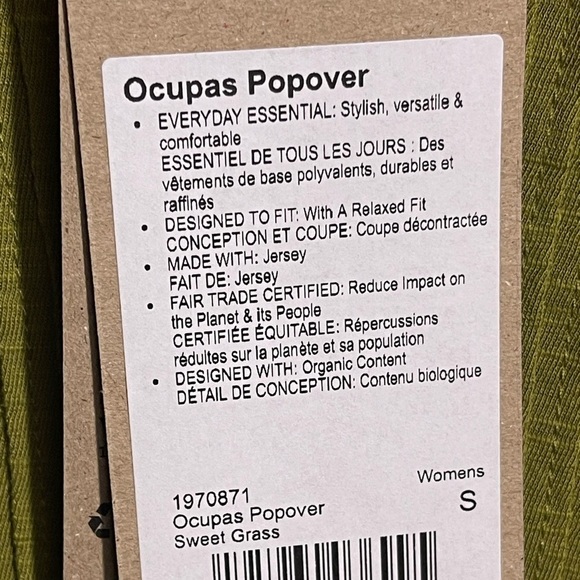 Ocupas Popover
• EVERYDAY ESSENTIAL: Stylish, versatile &
comfortable
ESSENTIEL DE TOUS LES JOURS : Des
vêtements de base polyvalents, durables et
raffinés
• DESIGNED TO FIT: With A Relaxed Fit
CONCEPTION ET COUPE: Coupe décontractée
• MADE WITH: Jersey
FAIT DE: Jersey
• FAIR TRADE CERTIFIED: Reduce Impact on
the Planet & its People
CERTIFIÉE ÉQUITABLE: Répercussions
réduites sur la planète et sa population
• DESIGNED WITH: Organic Content
DÉTAIL DE CONCEPTION: Contenu biologique
Womens
S
1970871
Ocupas Popover
Sweet Grass